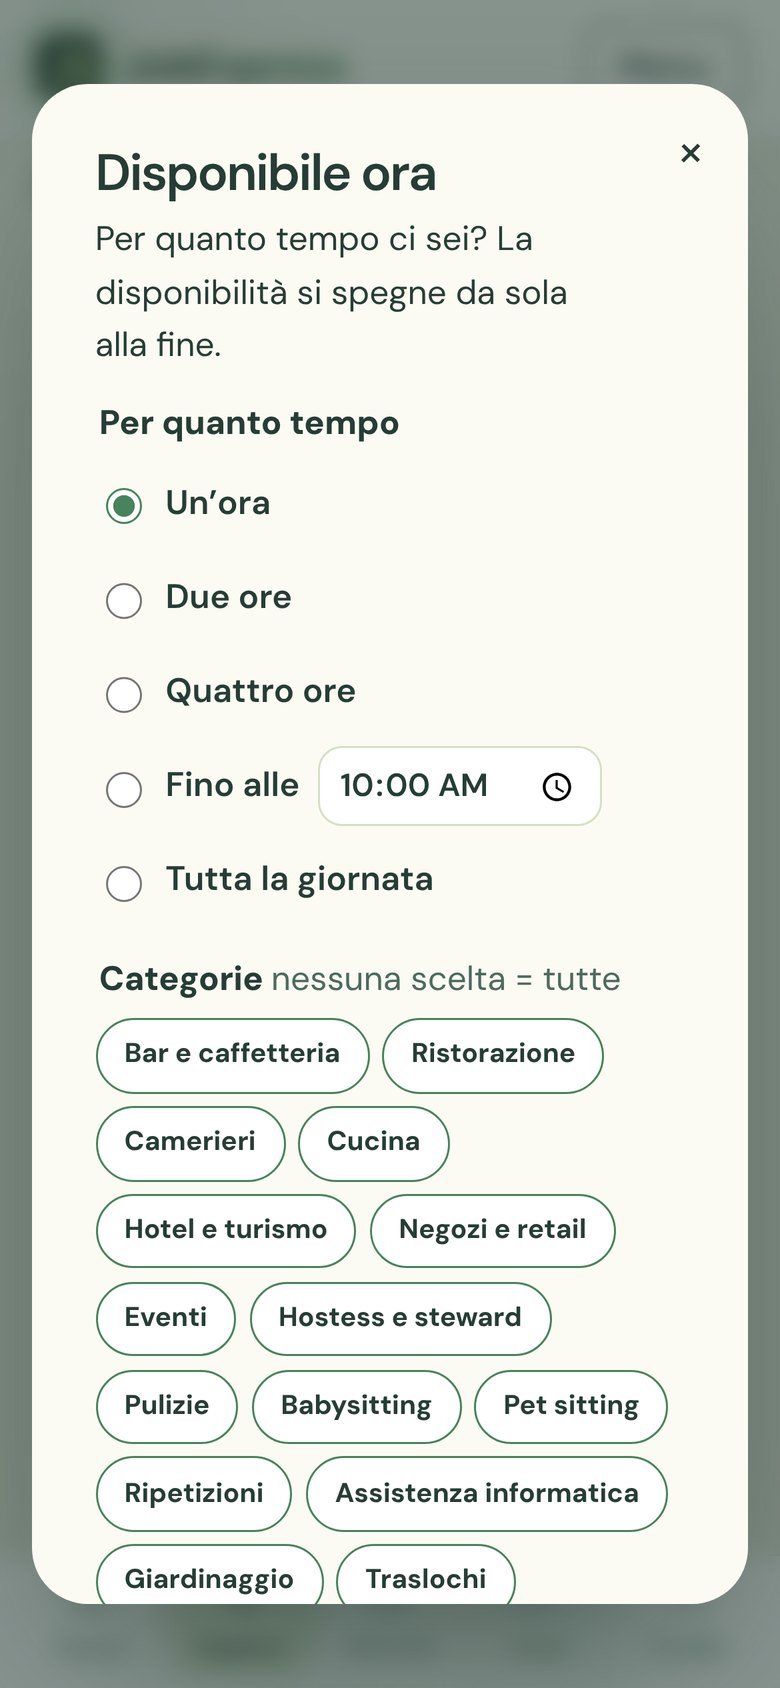 Disponibile ora
×
Per quanto tempo ci sei? La
disponibilità si spegne da sola
alla fine.
Per quanto tempo
Un’ora
Due ore
Quattro ore
Fino alle 10:00 AM
Tutta la giornata
Categorie nessuna scelta = tutte
Bar e caffetteria Ristorazione
Camerieri Cucina
Hotel e turismo Negozi e retail
Eventi Hostess e steward
Pulizie Babysitting Pet sitting
Ripetizioni Assistenza informatica
Giardinaggio Traslochi